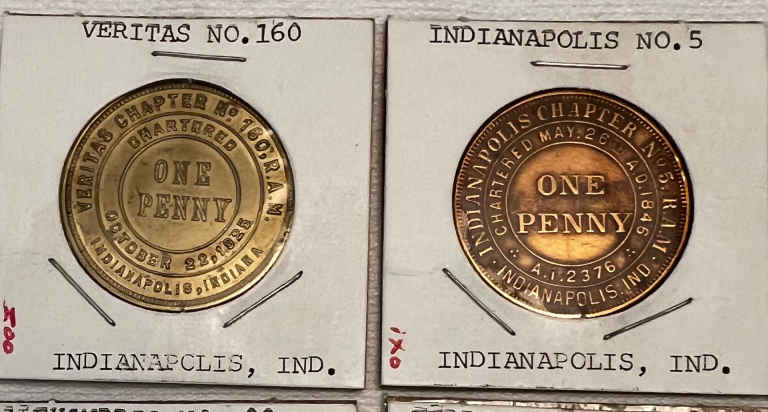 VERITAS NO.160
VERITAS CHAPTER No 160, R.A.M.
CHARTERED
ONE
PENNY
OCTOBER 22, 1925
INDIANAPOLIS, INDIANA
INDIANAPOLIS, IND.
INDIANAPOLIS NO.5
INDIANAPOLIS CHAPTER No 5, R.A.M.
CHARTERED MAY. 26 A.D. 1846
ONE
PENNY
A.I. 2376
INDIANAPOLIS. IND.
ixo
INDIANAPOLIS, IND.